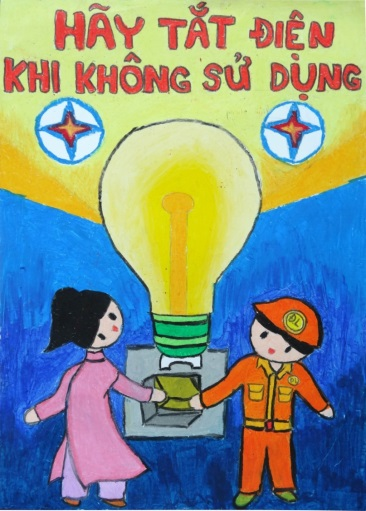 HÃY TẮT ĐIỆN
KHI KHÔNG SỬ DỤNG